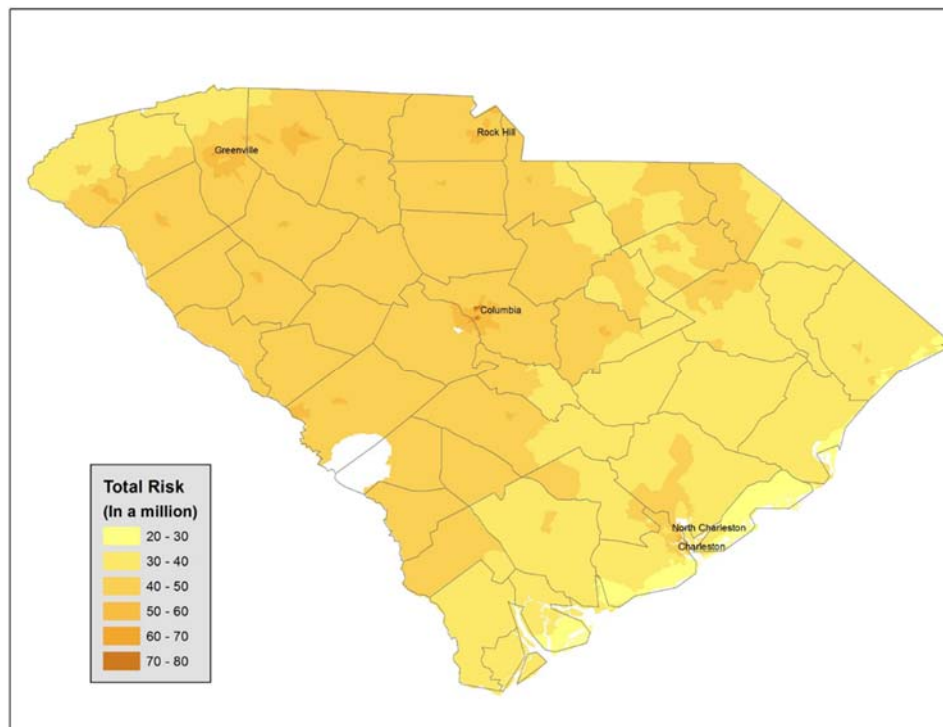 Rock Hill
Greenville
Columbia
North Charleston
Charleston
Total Risk
(In a million)
20 - 30
30 - 40
40 - 50
50 - 60
60 - 70
70 - 80